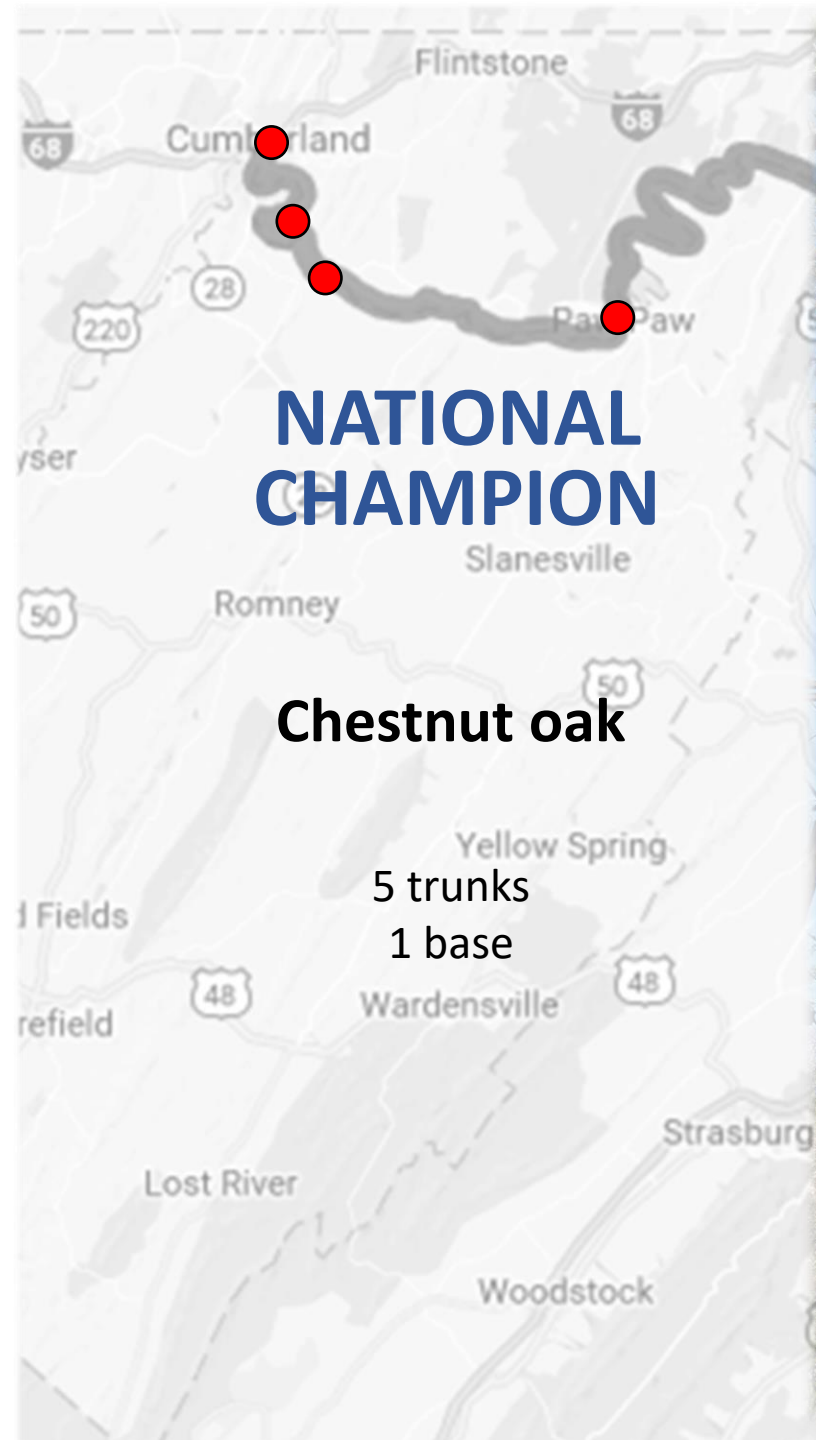 Flintstone
68
68
Cumberland
28
220
Paw Paw
NATIONAL
CHAMPION
yser
Slanesville
Romney
50
50
Chestnut oak
Yellow Spring
5 trunks
d Fields
1 base
48
48
Wardensville
refield
Strasburg
Lost River
Woodstock